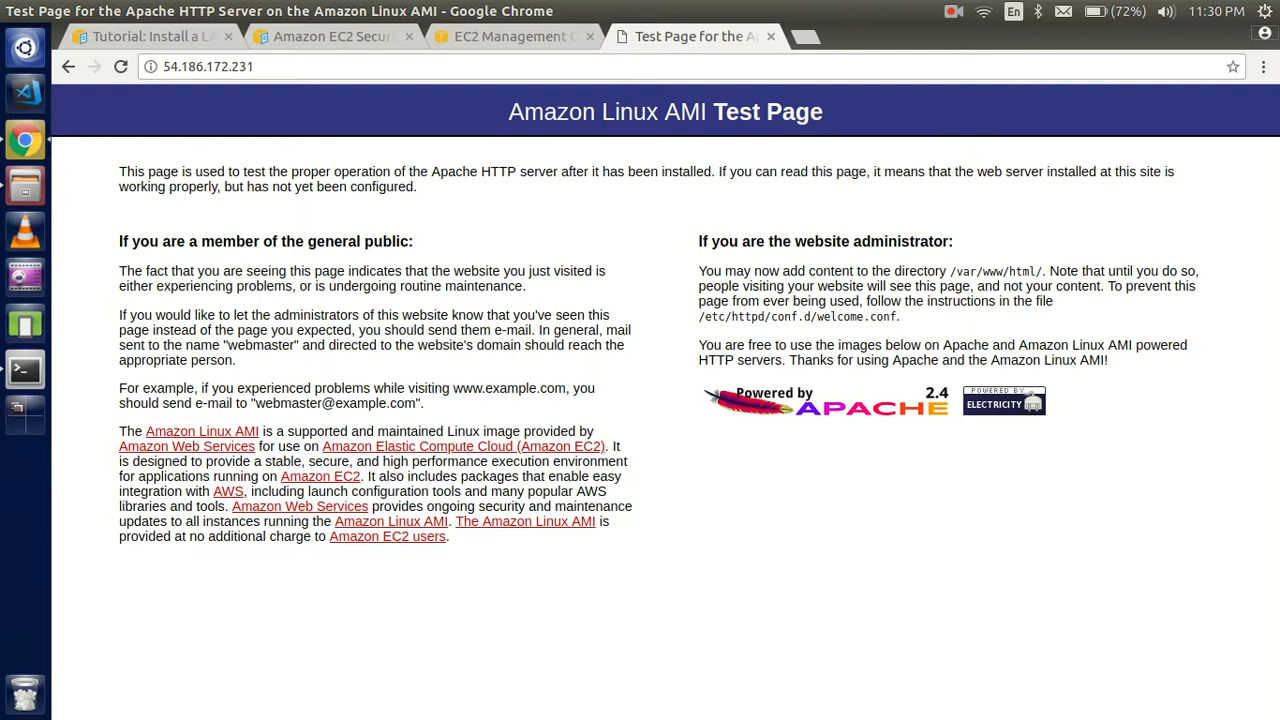 Test Page for the Apache HTTP Server on the Amazon Linux AMI - Google Chrome
En
(72%)
11:30 PM
Tutorial: Install a LA
Amazon EC2 Secur
EC2 Management C
Test Page for the Ap
54.186.172.231
Amazon Linux AMI Test Page
This page is used to test the proper operation of the Apache HTTP server after it has been installed. If you can read this page, it means that the web server installed at this site is
working properly, but has not yet been configured.
If you are a member of the general public:
The fact that you are seeing this page indicates that the website you just visited is
either experiencing problems, or is undergoing routine maintenance.
If you would like to let the administrators of this website know that you've seen this
page instead of the page you expected, you should send them e-mail. In general, mail
sent to the name "webmaster" and directed to the website's domain should reach the
appropriate person.
For example, if you experienced problems while visiting www.example.com, you
should send e-mail to "webmaster@example.com".
The Amazon Linux AMI is a supported and maintained Linux image provided by
Amazon Web Services for use on Amazon Elastic Compute Cloud (Amazon EC2). It
is designed to provide a stable, secure, and high performance execution environment
for applications running on Amazon EC2. It also includes packages that enable easy
integration with AWS, including launch configuration tools and many popular AWS
libraries and tools. Amazon Web Services provides ongoing security and maintenance
updates to all instances running the Amazon Linux AMI. The Amazon Linux AMI is
provided at no additional charge to Amazon EC2 users.
If you are the website administrator:
You may now add content to the directory /var/www/html/. Note that until you do so,
people visiting your website will see this page, and not your content. To prevent this
page from ever being used, follow the instructions in the file
/etc/httpd/conf.d/welcome.conf.
You are free to use the images below on Apache and Amazon Linux AMI powered
HTTP servers. Thanks for using Apache and the Amazon Linux AMI!
Powered by 2.4
APACHE
POWERED BY
ELECTRICITY